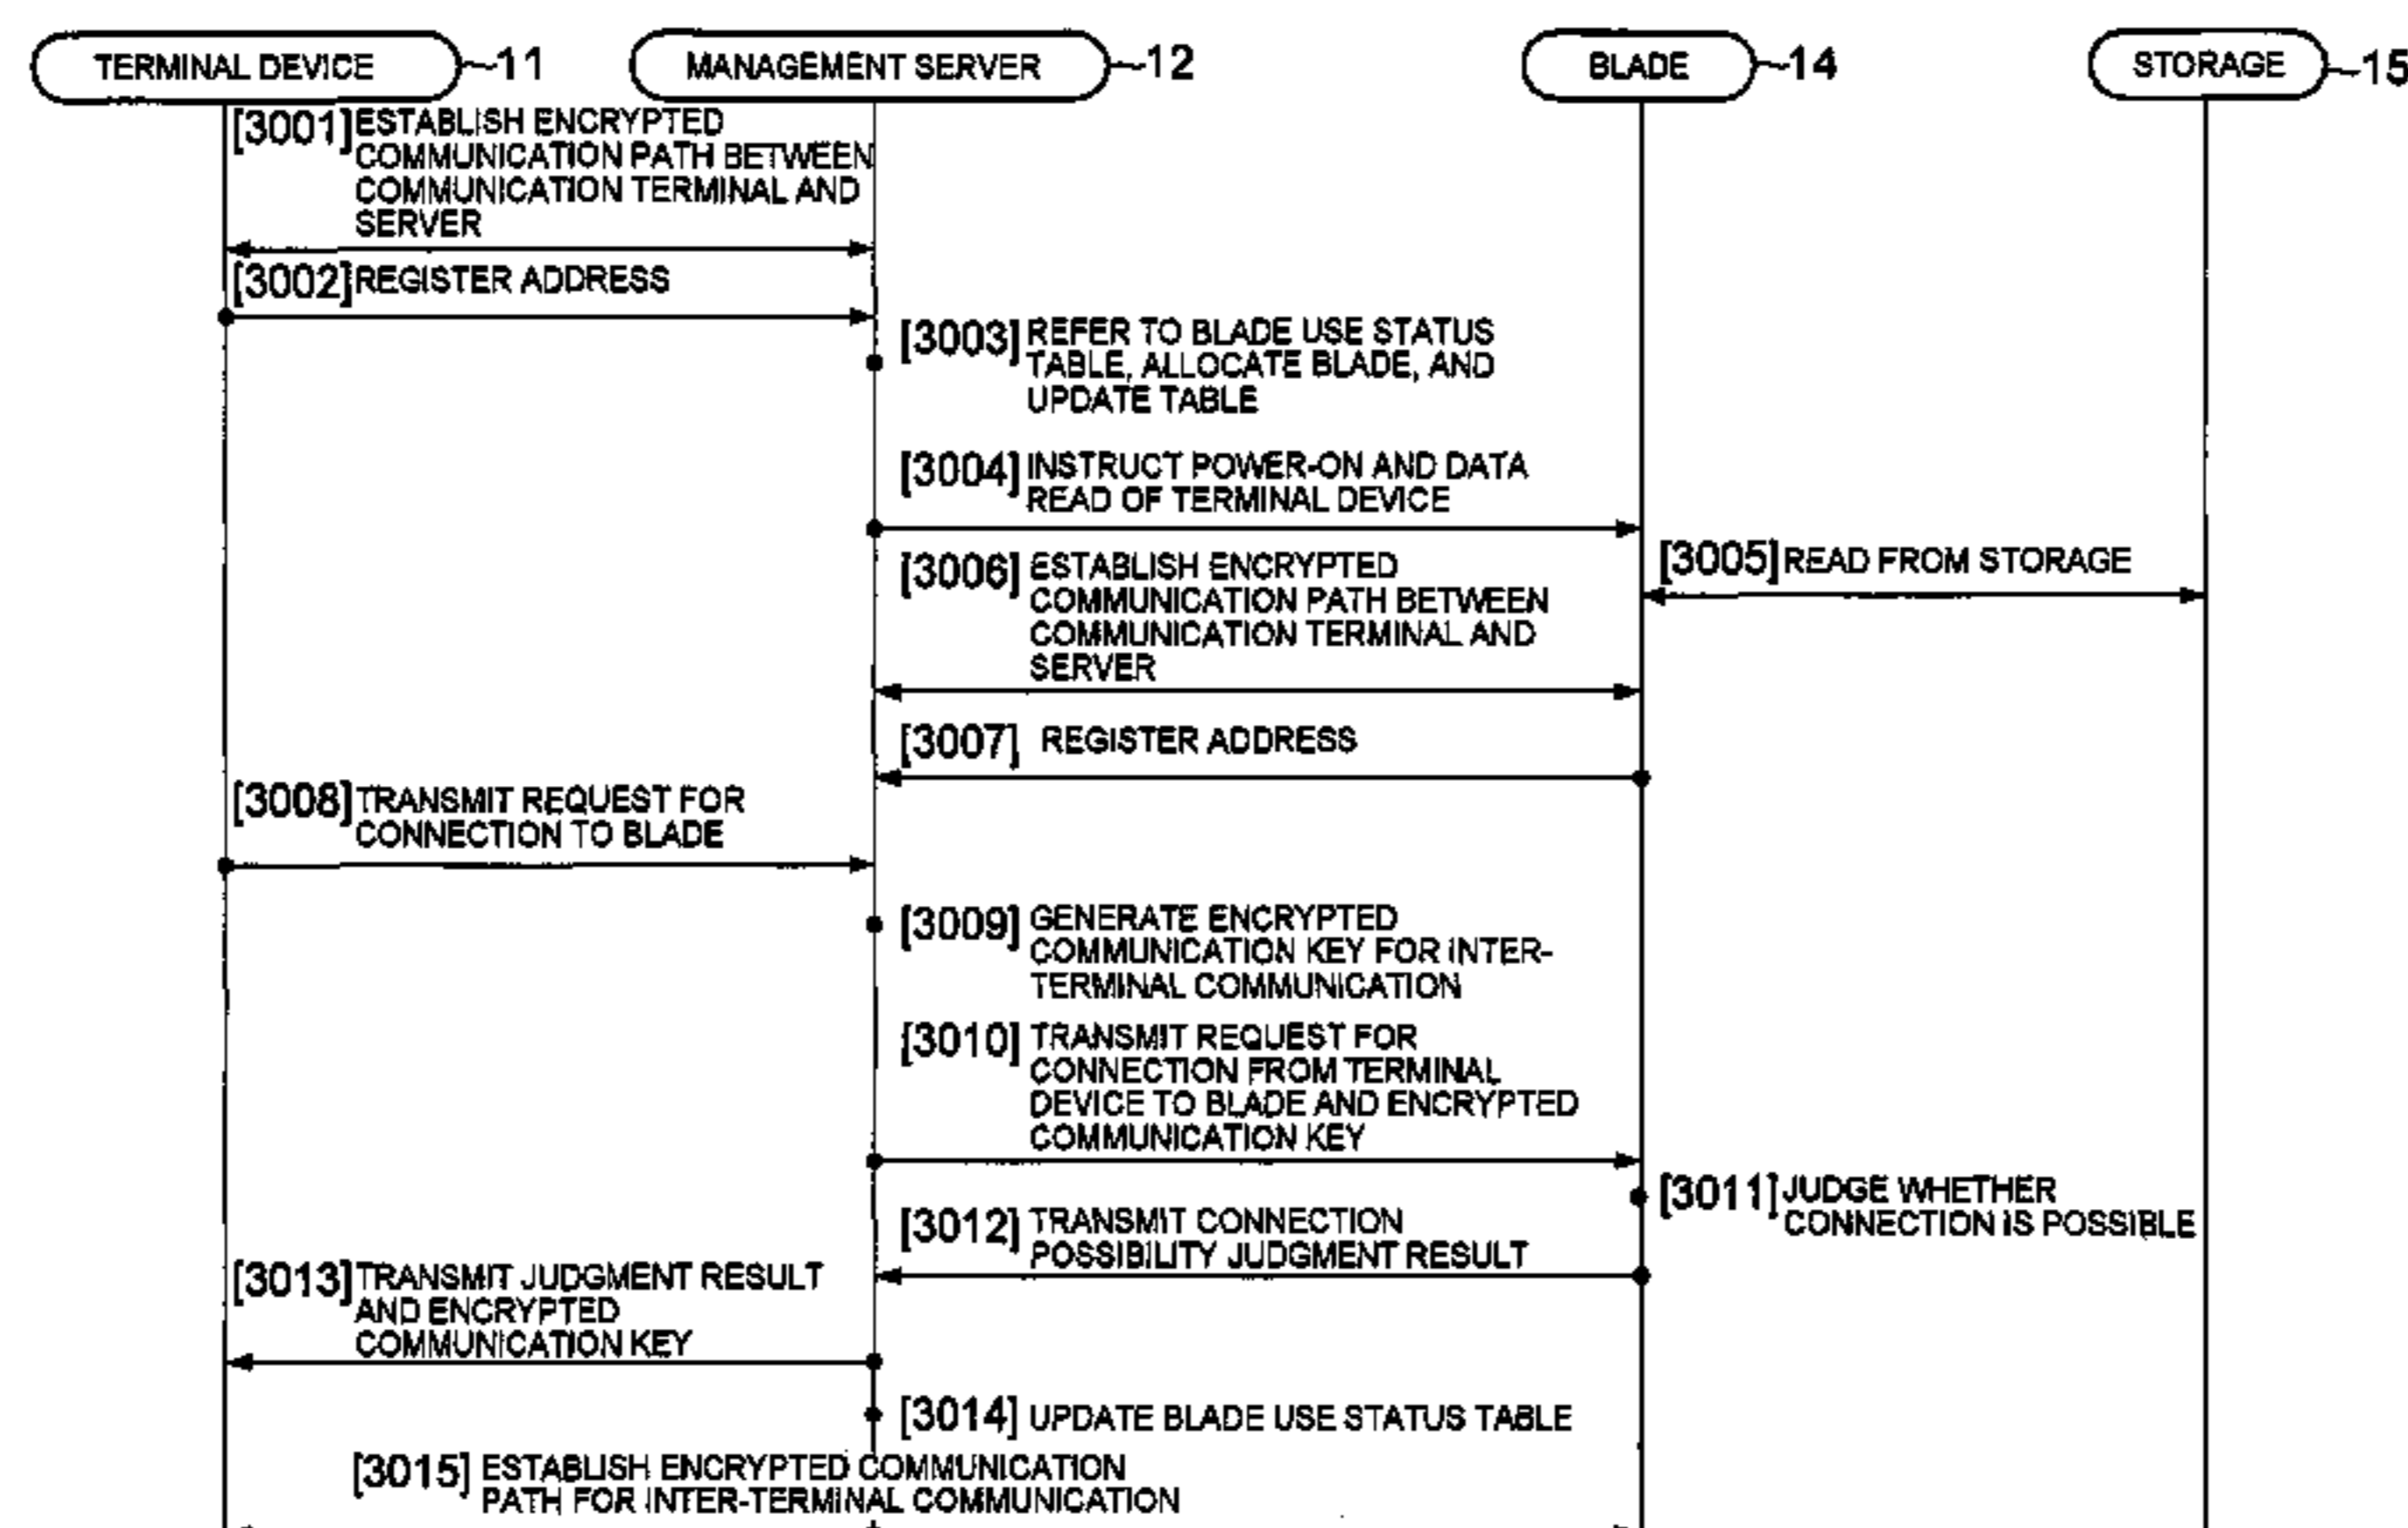 TERMINAL DEVICE 11
MANAGEMENT SERVER 12
BLADE 14
STORAGE 15
[3001] ESTABLISH ENCRYPTED
COMMUNICATION PATH BETWEEN
COMMUNICATION TERMINAL AND
SERVER
[3002] REGISTER ADDRESS
[3003] REFER TO BLADE USE STATUS
TABLE, ALLOCATE BLADE, AND
UPDATE TABLE
[3004] INSTRUCT POWER-ON AND DATA
READ OF TERMINAL DEVICE
[3005] READ FROM STORAGE
[3006] ESTABLISH ENCRYPTED
COMMUNICATION PATH BETWEEN
COMMUNICATION TERMINAL AND
SERVER
[3007] REGISTER ADDRESS
[3008] TRANSMIT REQUEST FOR
CONNECTION TO BLADE
[3009] GENERATE ENCRYPTED
COMMUNICATION KEY FOR INTER-
TERMINAL COMMUNICATION
[3010] TRANSMIT REQUEST FOR
CONNECTION FROM TERMINAL
DEVICE TO BLADE AND ENCRYPTED
COMMUNICATION KEY
[3011] JUDGE WHETHER
CONNECTION IS POSSIBLE
[3012] TRANSMIT CONNECTION
POSSIBILITY JUDGMENT RESULT
[3013] TRANSMIT JUDGMENT RESULT
AND ENCRYPTED
COMMUNICATION KEY
[3014] UPDATE BLADE USE STATUS TABLE
[3015] ESTABLISH ENCRYPTED COMMUNICATION
PATH FOR INTER-TERMINAL COMMUNICATION